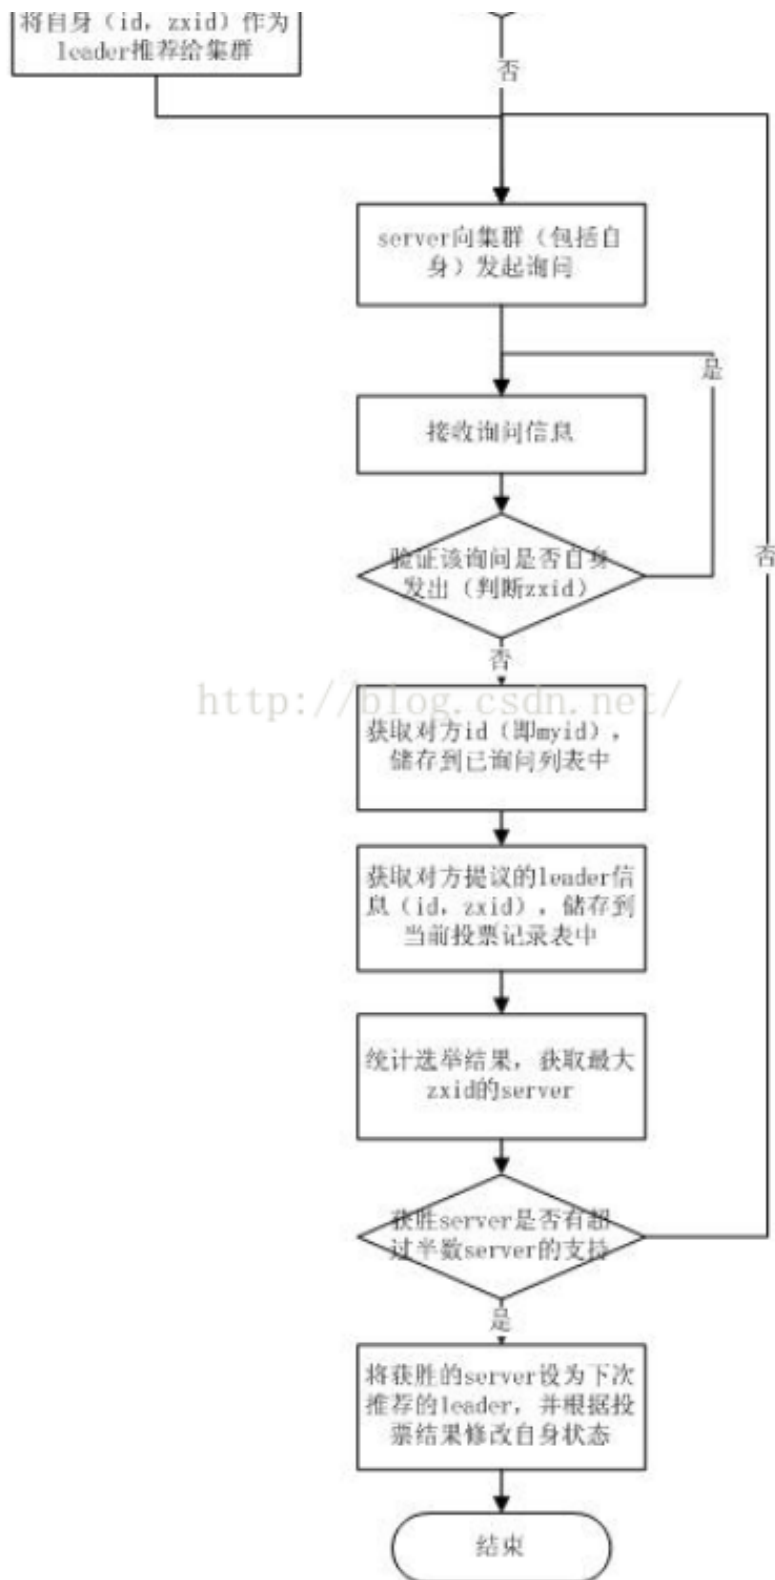 将自身（id，zxid）作为
leader推荐给集群
否
server向集群（包括自
身）发起询问
是
接收询问信息
否
验证该询问是否自身
发出（判断zxid）
否
http://blog.csdn.net/
获取对方id（即myid），
储存到已询问列表中
获取对方提议的leader信
息（id，zxid），储存到
当前投票记录表中
统计选举结果，获取最大
zxid的server
获胜server是否有超
过半数server的支持
是
将获胜的server设为下次
推荐的leader，并根据投
票结果修改自身状态
结束